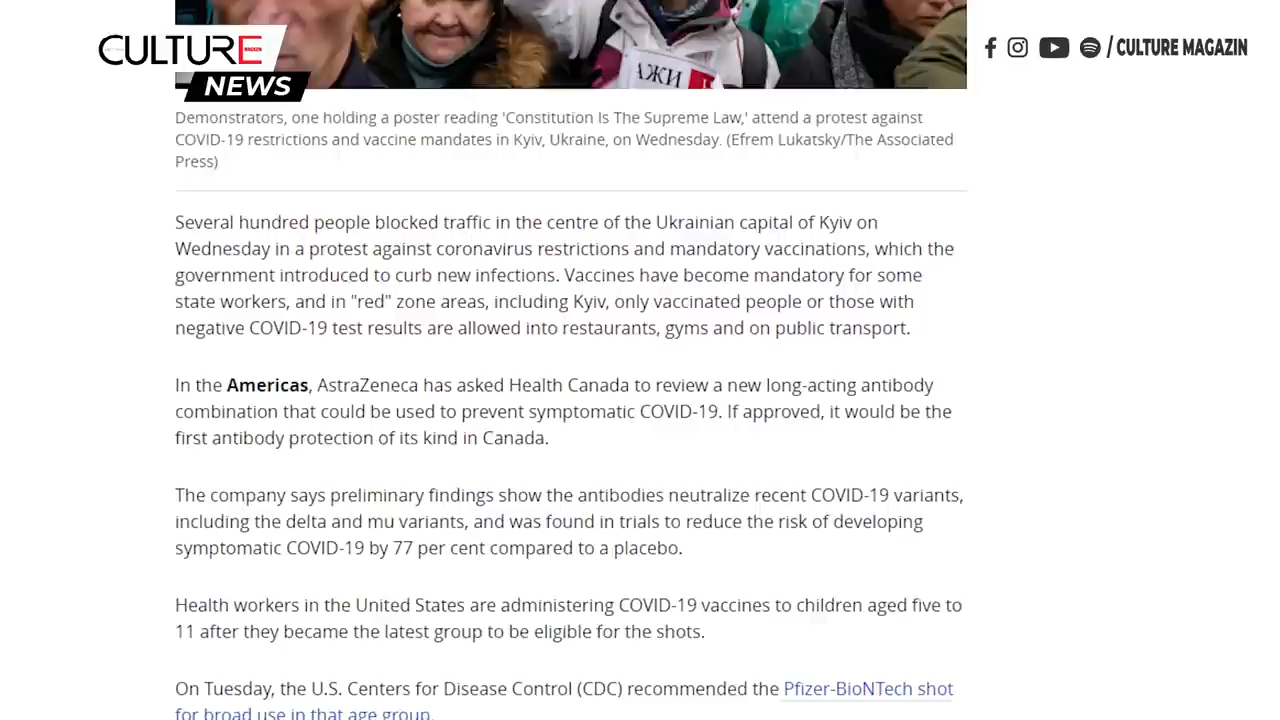 CULTURE
MAGAZIN
NEWS
/ CULTURE MAGAZIN
АЖИ
Demonstrators, one holding a poster reading 'Constitution Is The Supreme Law,' attend a protest against
COVID-19 restrictions and vaccine mandates in Kyiv, Ukraine, on Wednesday. (Efrem Lukatsky/The Associated
Press)
Several hundred people blocked traffic in the centre of the Ukrainian capital of Kyiv on
Wednesday in a protest against coronavirus restrictions and mandatory vaccinations, which the
government introduced to curb new infections. Vaccines have become mandatory for some
state workers, and in "red" zone areas, including Kyiv, only vaccinated people or those with
negative COVID-19 test results are allowed into restaurants, gyms and on public transport.
In the Americas, AstraZeneca has asked Health Canada to review a new long-acting antibody
combination that could be used to prevent symptomatic COVID-19. If approved, it would be the
first antibody protection of its kind in Canada.
The company says preliminary findings show the antibodies neutralize recent COVID-19 variants,
including the delta and mu variants, and was found in trials to reduce the risk of developing
symptomatic COVID-19 by 77 per cent compared to a placebo.
Health workers in the United States are administering COVID-19 vaccines to children aged five to
11 after they became the latest group to be eligible for the shots.
On Tuesday, the U.S. Centers for Disease Control (CDC) recommended the Pfizer-BioNTech shot
for broad use in that age group.